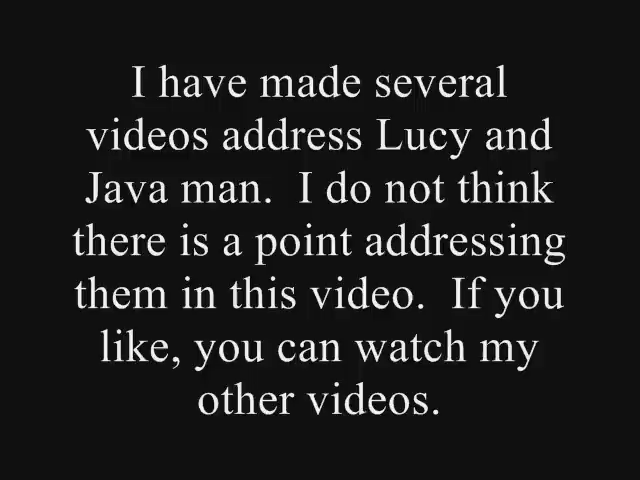 I have made several
videos address Lucy and
Java man.  I do not think
there is a point addressing
them in this video.  If you
like, you can watch my
other videos.